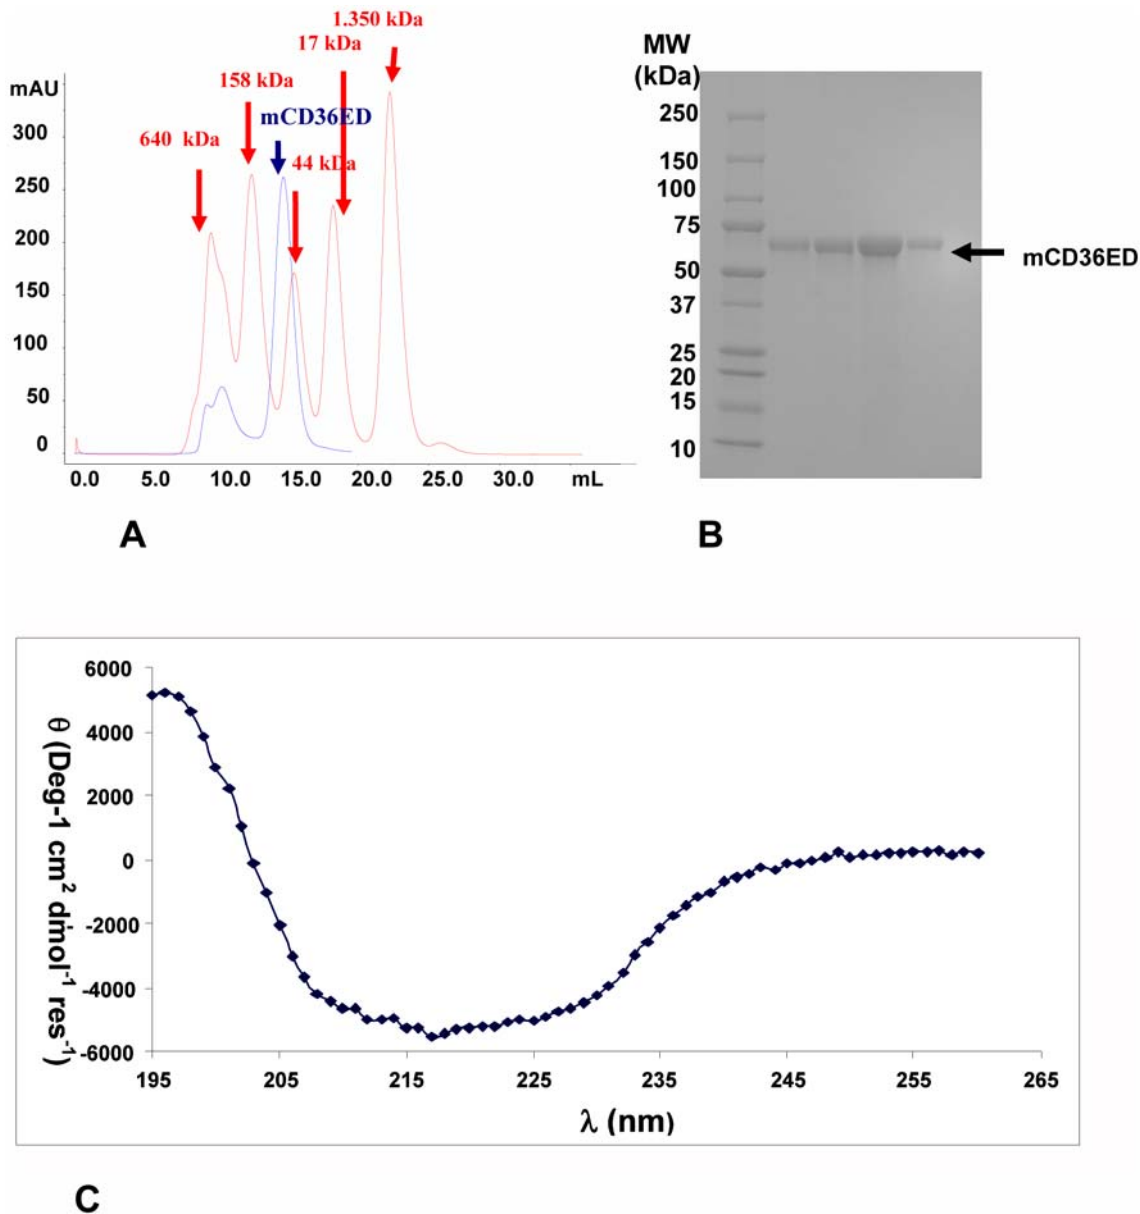 1.350 kDa
17 kDa
158 kDa
mAU
mCD36ED
640 kDa
44 kDa
300
250
200
150
100
50
0
0.0 5.0 10.0 15.0 20.0 25.0 30.0 mL
A
MW
(kDa)
250
150
100
75
50
37
25
20
15
10
mCD36ED
B
6000
4000
2000
0
-2000
-4000
-6000
θ (Deg-1 cm² dmol⁻¹ res⁻¹)
195 205 215 225 235 245 255 265
λ (nm)
C